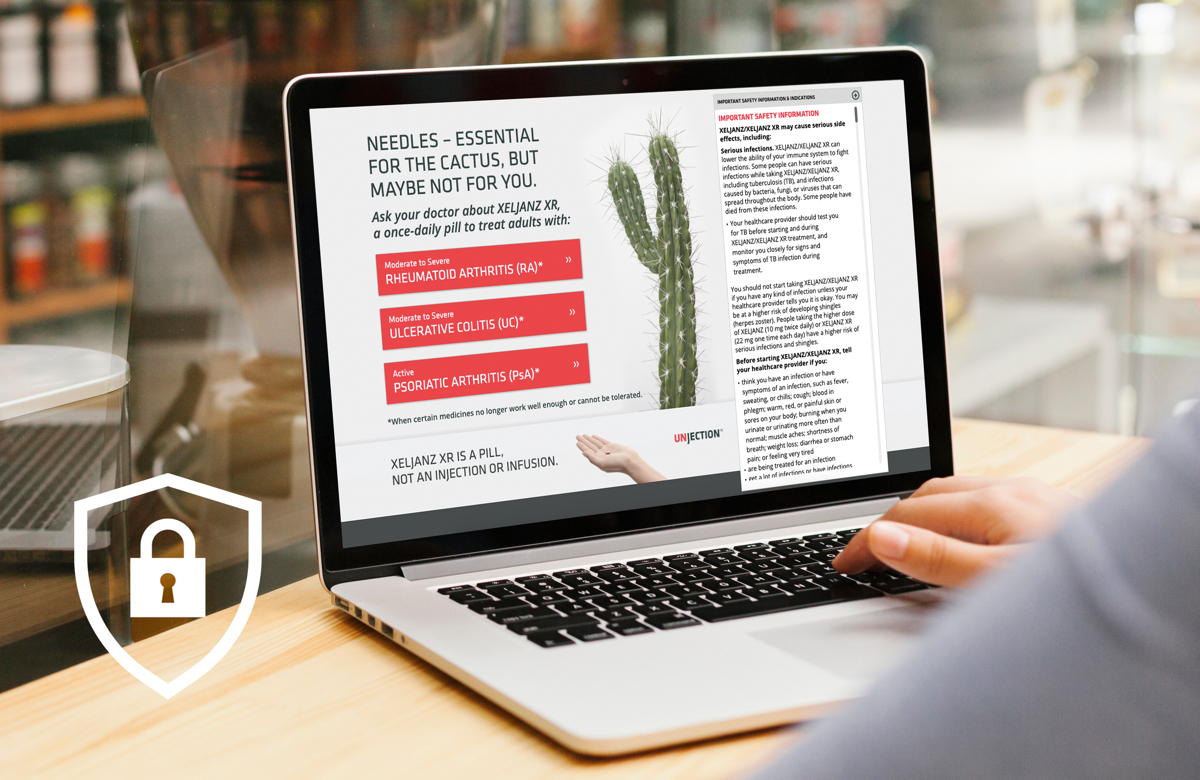 NEEDLES – ESSENTIAL
FOR THE CACTUS, BUT
MAYBE NOT FOR YOU.
Ask your doctor about XELJANZ XR,
a once-daily pill to treat adults with:
Moderate to Severe
RHEUMATOID ARTHRITIS (RA)*
Moderate to Severe
ULCERATIVE COLITIS (UC)*
Active
PSORIATIC ARTHRITIS (PsA)*
*When certain medicines no longer work well enough or cannot be tolerated.
XELJANZ XR IS A PILL,
NOT AN INJECTION OR INFUSION.
UNJECTION™
IMPORTANT SAFETY INFORMATION & INDICATIONS
IMPORTANT SAFETY INFORMATION
XELJANZ/XELJANZ XR may cause serious side
effects, including:
Serious infections. XELJANZ/XELJANZ XR can
lower the ability of your immune system to fight
infections. Some people can have serious
infections while taking XELJANZ/XELJANZ XR,
including tuberculosis (TB), and infections
caused by bacteria, fungi, or viruses that can
spread throughout the body. Some people have
died from these infections.
• Your healthcare provider should test you
for TB before starting and during
XELJANZ/XELJANZ XR treatment, and
monitor you closely for signs and
symptoms of TB infection during
treatment.
You should not start taking XELJANZ/XELJANZ XR
if you have any kind of infection unless your
healthcare provider tells you it is okay. You may
be at a higher risk of developing shingles
(herpes zoster). People taking the higher dose
of XELJANZ (10 mg twice daily) or XELJANZ XR
(22 mg one time each day) have a higher risk of
serious infections and shingles.
Before starting XELJANZ/XELJANZ XR, tell
your healthcare provider if you:
• think you have an infection or have
symptoms of an infection, such as fever,
sweating, or chills; cough; blood in
phlegm; warm, red, or painful skin or
sores on your body; burning when you
urinate or urinating more often than
normal; muscle aches; shortness of
breath; weight loss; diarrhea or stomach
pain; or feeling very tired
• are being treated for an infection
• get a lot of infections or have infections